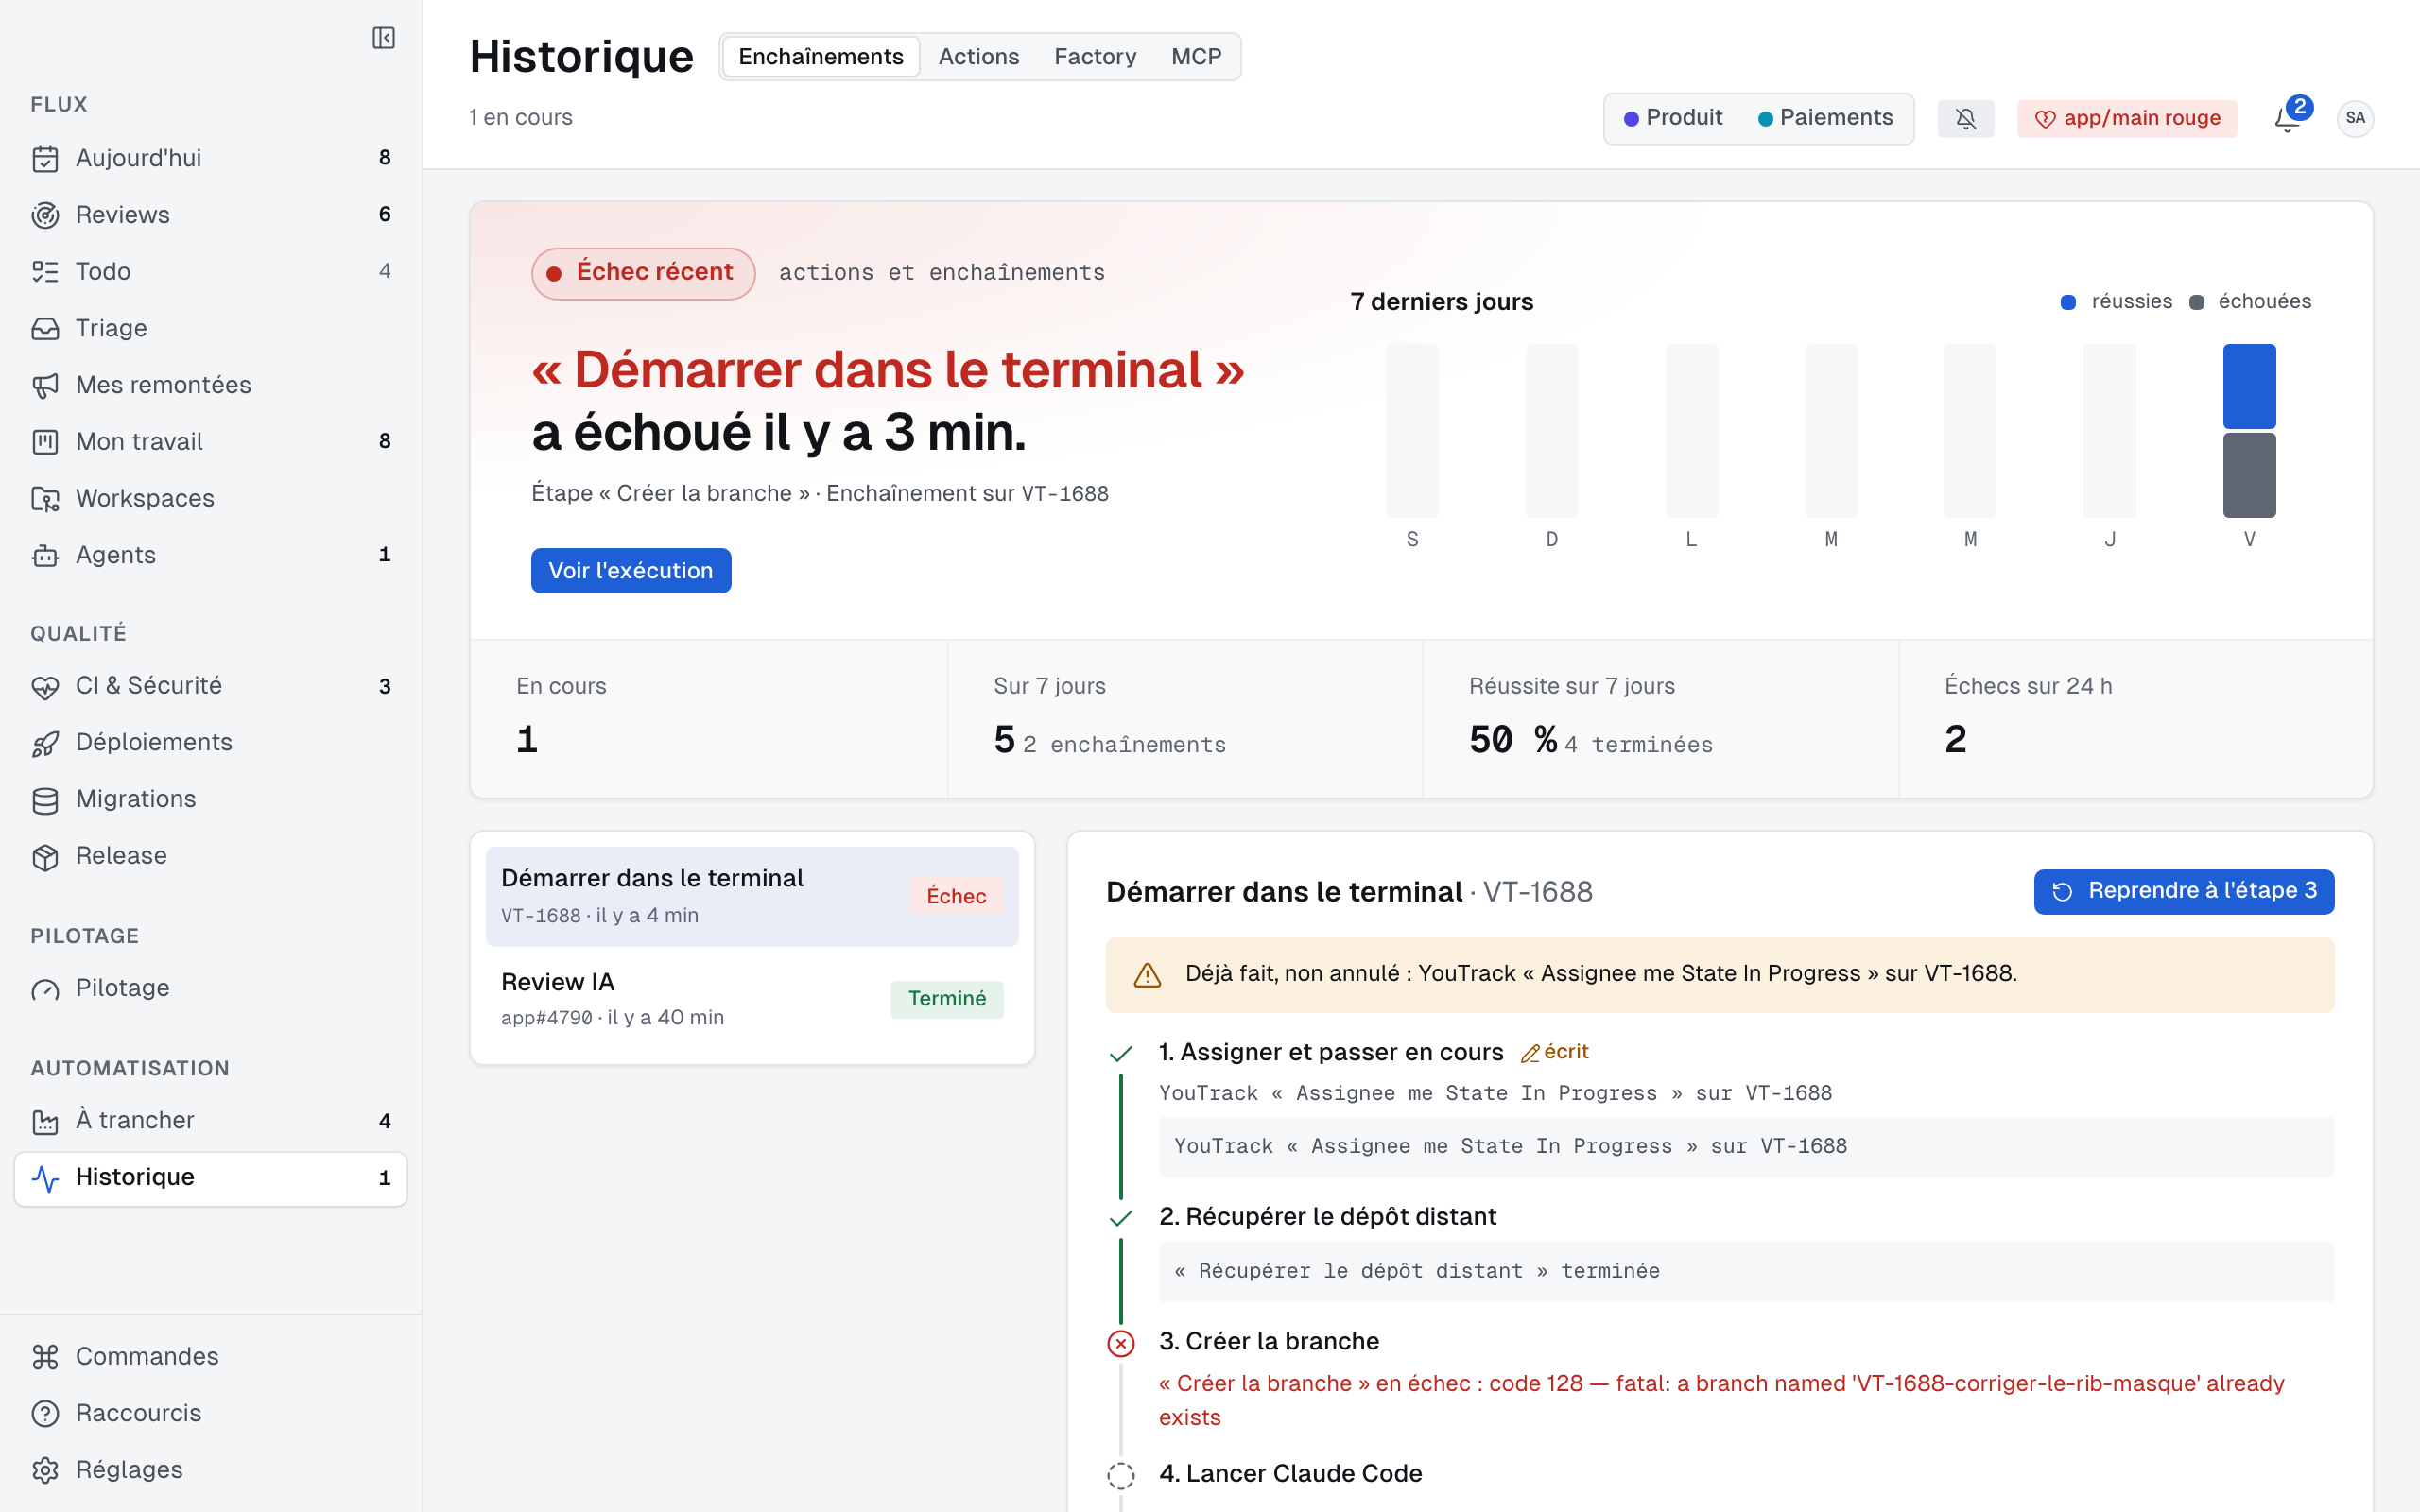 FLUX
Aujourd'hui 8
Reviews 6
Todo 4
Triage
Mes remontées
Mon travail 8
Workspaces
Agents 1
QUALITÉ
CI & Sécurité 3
Déploiements
Migrations
Release
PILOTAGE
Pilotage
AUTOMATISATION
À trancher 4
Historique 1
Commandes
Raccourcis
Réglages
Historique
Enchaînements Actions Factory MCP
1 en cours
Produit Paiements
app/main rouge
2
SA
Échec récent actions et enchaînements
« Démarrer dans le terminal »
a échoué il y a 3 min.
Étape « Créer la branche » · Enchaînement sur VT-1688
Voir l'exécution
7 derniers jours
réussies échouées
S D L M M J V
En cours
1
Sur 7 jours
5 2 enchaînements
Réussite sur 7 jours
50 % 4 terminées
Échecs sur 24 h
2
Démarrer dans le terminal
VT-1688 · il y a 4 min
Échec
Review IA
app#4790 · il y a 40 min
Terminé
Démarrer dans le terminal · VT-1688
Reprendre à l'étape 3
Déjà fait, non annulé : YouTrack « Assignee me State In Progress » sur VT-1688.
1. Assigner et passer en cours écrit
YouTrack « Assignee me State In Progress » sur VT-1688
YouTrack « Assignee me State In Progress » sur VT-1688
2. Récupérer le dépôt distant
« Récupérer le dépôt distant » terminée
3. Créer la branche
« Créer la branche » en échec : code 128 — fatal: a branch named 'VT-1688-corriger-le-rib-masque' already
exists
4. Lancer Claude Code